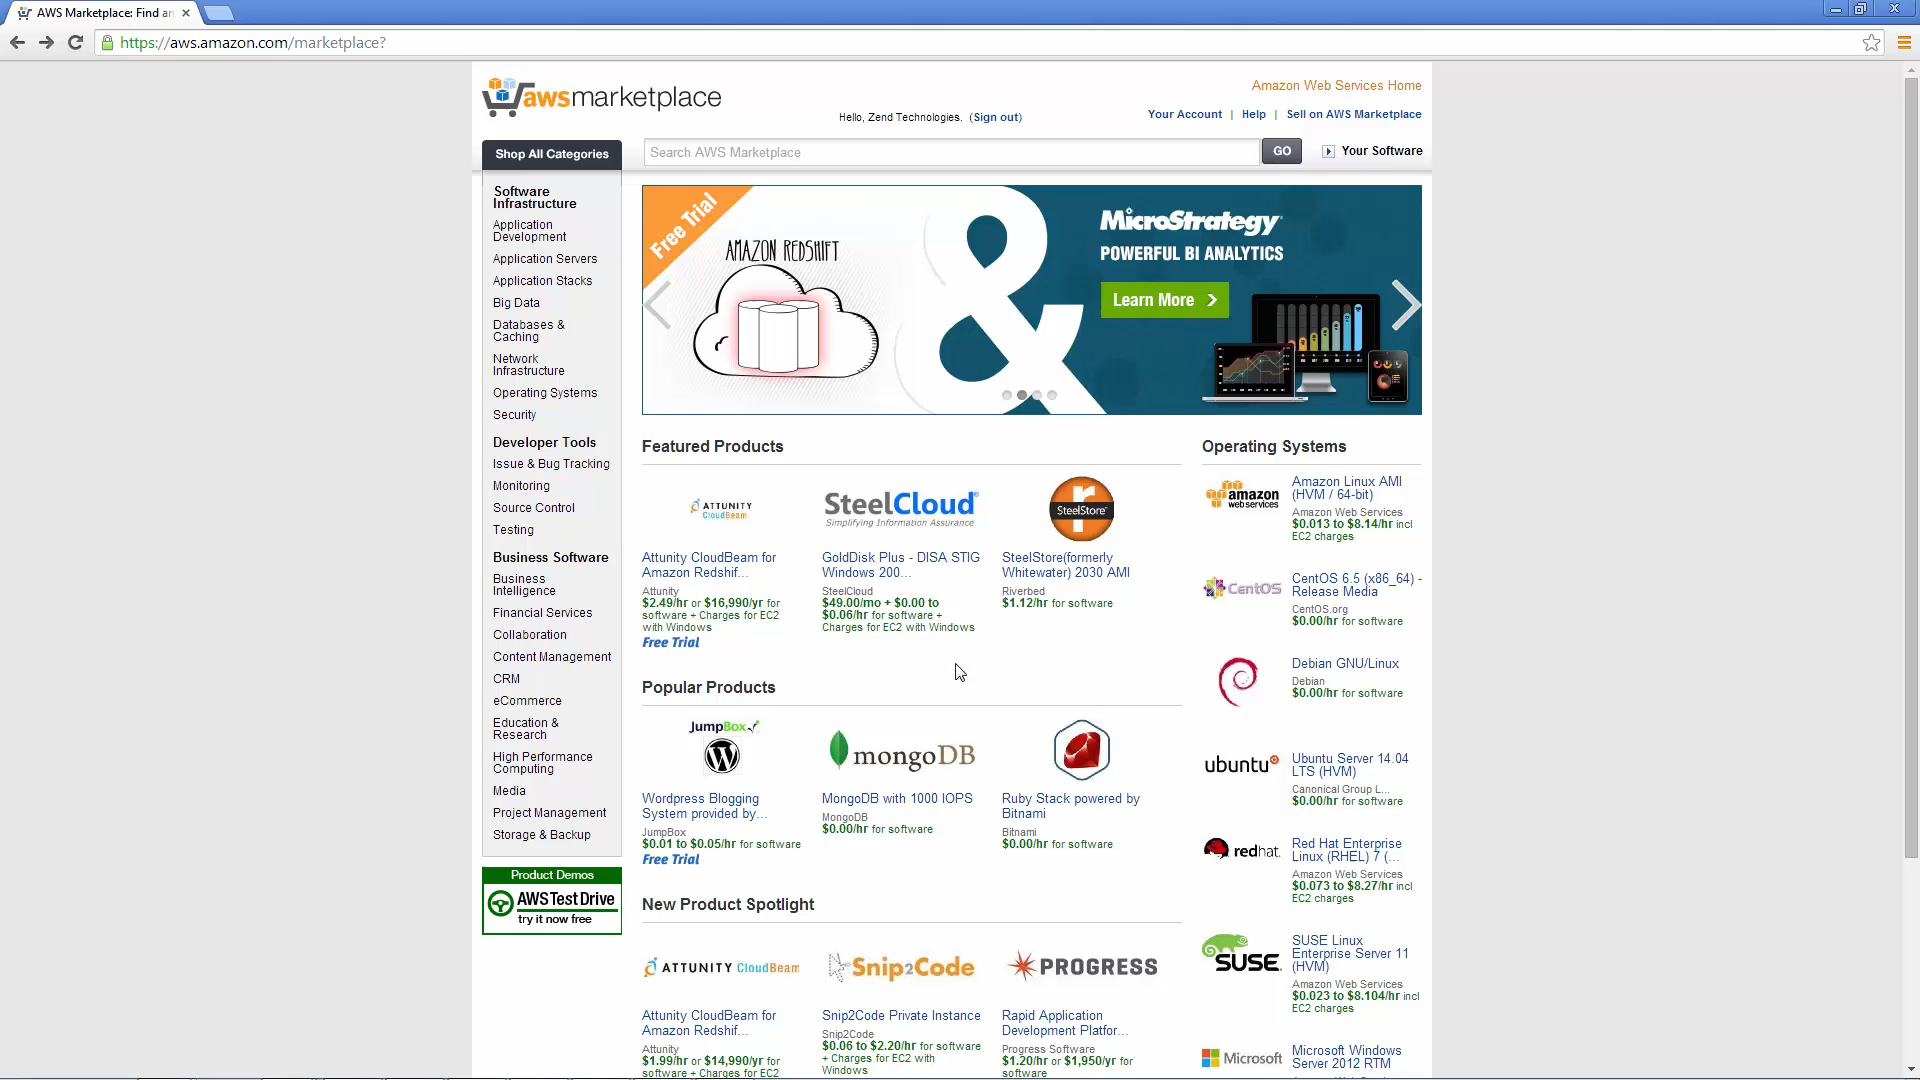 AWS Marketplace: Find an
https://aws.amazon.com/marketplace?
awsmarketplace
Amazon Web Services Home
Hello, Zend Technologies. (Sign out)
Your Account | Help | Sell on AWS Marketplace
Shop All Categories
Search AWS Marketplace
GO
Your Software
Software
Infrastructure
Application
Development
Application Servers
Application Stacks
Big Data
Databases &
Caching
Network
Infrastructure
Operating Systems
Security
Developer Tools
Issue & Bug Tracking
Monitoring
Source Control
Testing
Business Software
Business
Intelligence
Financial Services
Collaboration
Content Management
CRM
eCommerce
Education &
Research
High Performance
Computing
Media
Project Management
Storage & Backup
Product Demos
AWS Test Drive
try it now free
Free Trial
AMAZON REDSHIFT
&
MicroStrategy
POWERFUL BI ANALYTICS
Learn More
Featured Products
ATTUNITY
CloudBeam
Attunity CloudBeam for
Amazon Redshif...
Attunity
$2.49/hr or $16,990/yr for
software + Charges for EC2
with Windows
Free Trial
SteelCloud
Simplifying Information Assurance
GoldDisk Plus - DISA STIG
Windows 200...
SteelCloud
$49.00/mo + $0.00 to
$0.06/hr for software +
Charges for EC2 with Windows
r
SteelStore
SteelStore(formerly
Whitewater) 2030 AMI
Riverbed
$1.12/hr for software
Popular Products
JumpBox
Wordpress Blogging
System provided by...
JumpBox
$0.01 to $0.05/hr for software
Free Trial
mongoDB
MongoDB with 1000 IOPS
MongoDB
$0.00/hr for software
Ruby Stack powered by
Bitnami
Bitnami
$0.00/hr for software
New Product Spotlight
ATTUNITY CloudBeam
Attunity CloudBeam for
Amazon Redshif...
Attunity
$1.99/hr or $14,990/yr for
software + Charges for EC2
Snip2Code
Snip2Code Private Instance
Snip2Code
$0.06 to $2.20/hr for software
+ Charges for EC2 with
Windows
PROGRESS
Rapid Application
Development Platfor...
Progress Software
$1.20/hr or $1,950/yr for
software
Operating Systems
amazon
web services
Amazon Linux AMI
(HVM / 64-bit)
Amazon Web Services
$0.013 to $8.14/hr incl
EC2 charges
CentOS
CentOS 6.5 (x86_64) -
Release Media
CentOS.org
$0.00/hr for software
Debian GNU/Linux
Debian
$0.00/hr for software
ubuntu
Ubuntu Server 14.04
LTS (HVM)
Canonical Group L...
$0.00/hr for software
redhat.
Red Hat Enterprise
Linux (RHEL) 7 (...
Amazon Web Services
$0.073 to $8.27/hr incl
EC2 charges
SUSE
SUSE Linux
Enterprise Server 11
(HVM)
Amazon Web Services
$0.023 to $8.104/hr incl
EC2 charges
Microsoft
Microsoft Windows
Server 2012 RTM